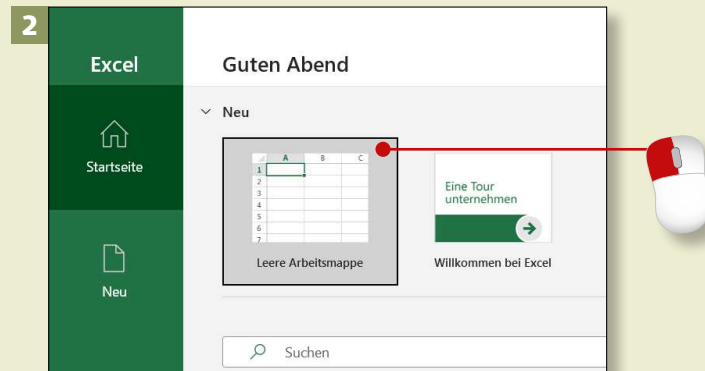 2
Excel
Guten Abend
Neu
Startseite
A B C
1
2
3
4
5
6
7
Eine Tour
unternehmen
Leere Arbeitsmappe
Willkommen bei Excel
Neu
Suchen